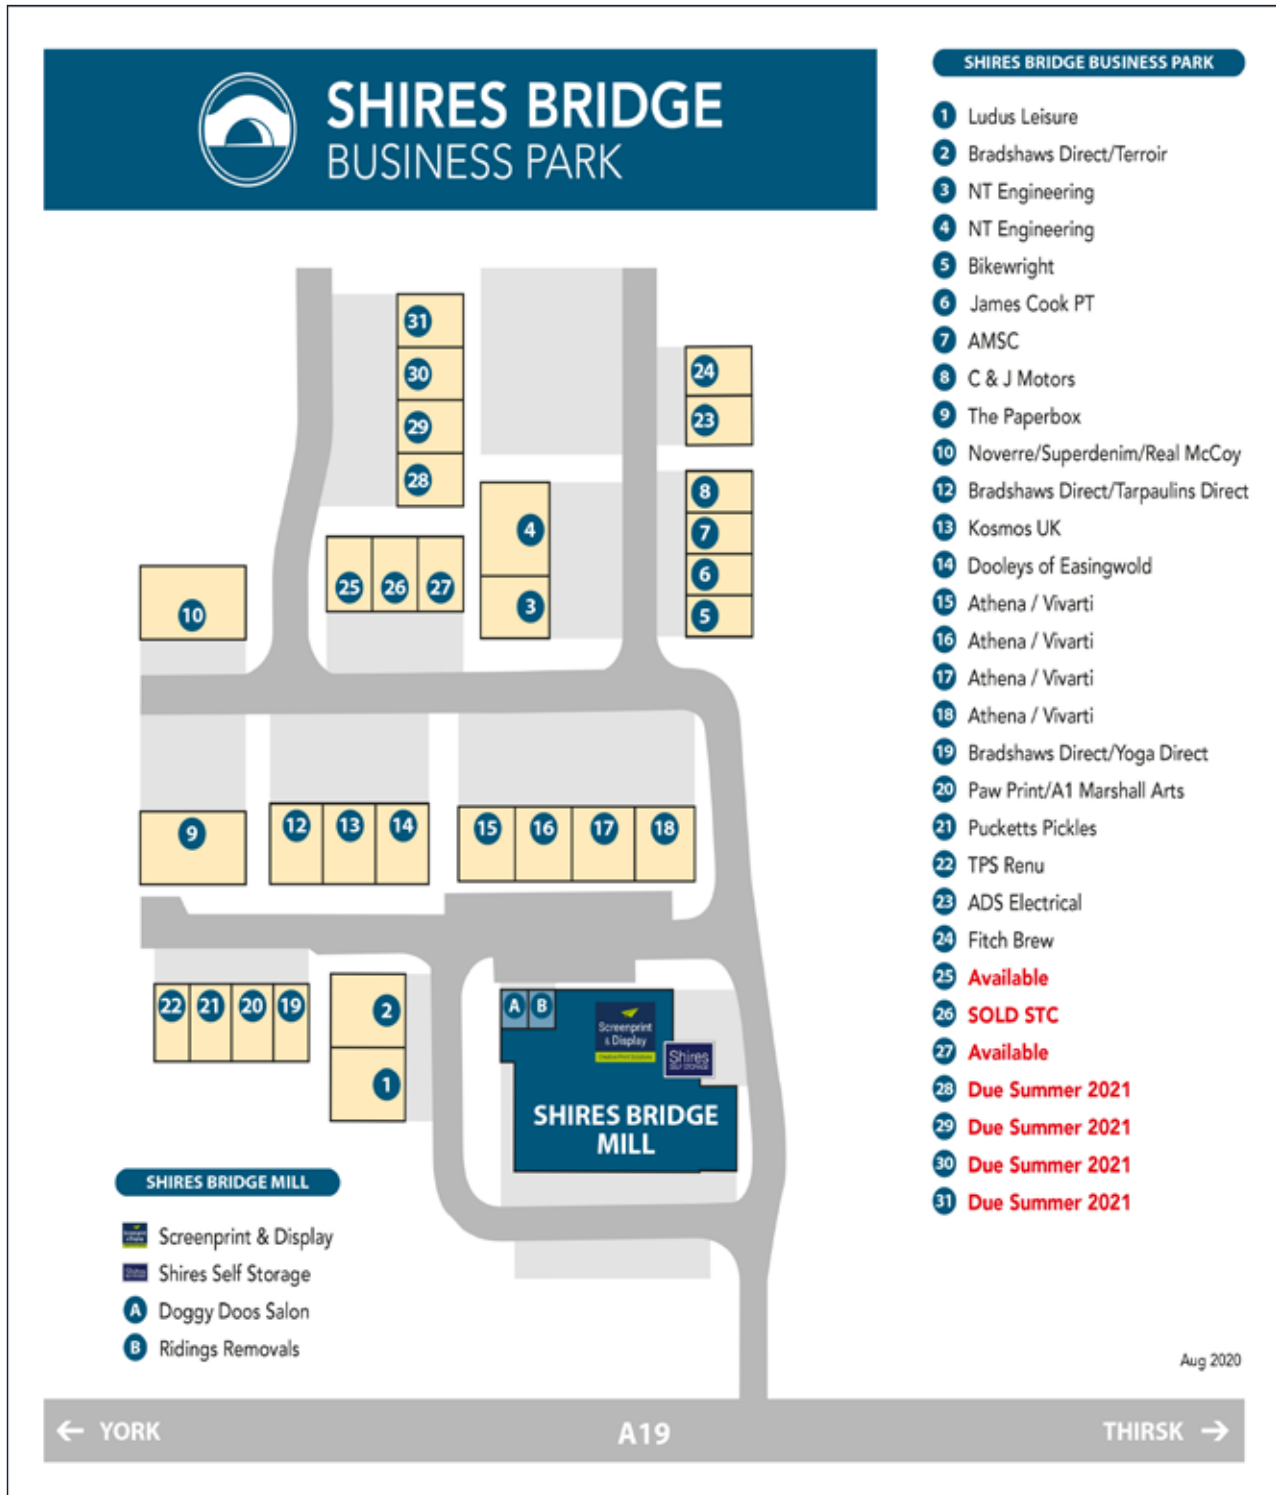 SHIRES BRIDGE
BUSINESS PARK
SHIRES BRIDGE BUSINESS PARK
1 Ludus Leisure
2 Bradshaws Direct/Terroir
3 NT Engineering
4 NT Engineering
5 Bikewright
6 James Cook PT
7 AMSC
8 C & J Motors
9 The Paperbox
10 Noverre/Superdenim/Real McCoy
12 Bradshaws Direct/Tarpaulins Direct
13 Kosmos UK
14 Dooleys of Easingwold
15 Athena / Vivarti
16 Athena / Vivarti
17 Athena / Vivarti
18 Athena / Vivarti
19 Bradshaws Direct/Yoga Direct
20 Paw Print/A1 Marshall Arts
21 Pucketts Pickles
22 TPS Renu
23 ADS Electrical
24 Fitch Brew
25 Available
26 SOLD STC
27 Available
28 Due Summer 2021
29 Due Summer 2021
30 Due Summer 2021
31 Due Summer 2021
31
30
29
28
24
23
8
7
6
5
4
3
25 26 27
10
9
12 13 14
15 16 17 18
22 21 20 19
2
1
A B
Screenprint
& Display
Shires
SELF STORAGE
SHIRES BRIDGE
MILL
SHIRES BRIDGE MILL
Screenprint & Display
Shires Self Storage
A Doggy Doos Salon
B Ridings Removals
Aug 2020
← YORK
A19
THIRSK →